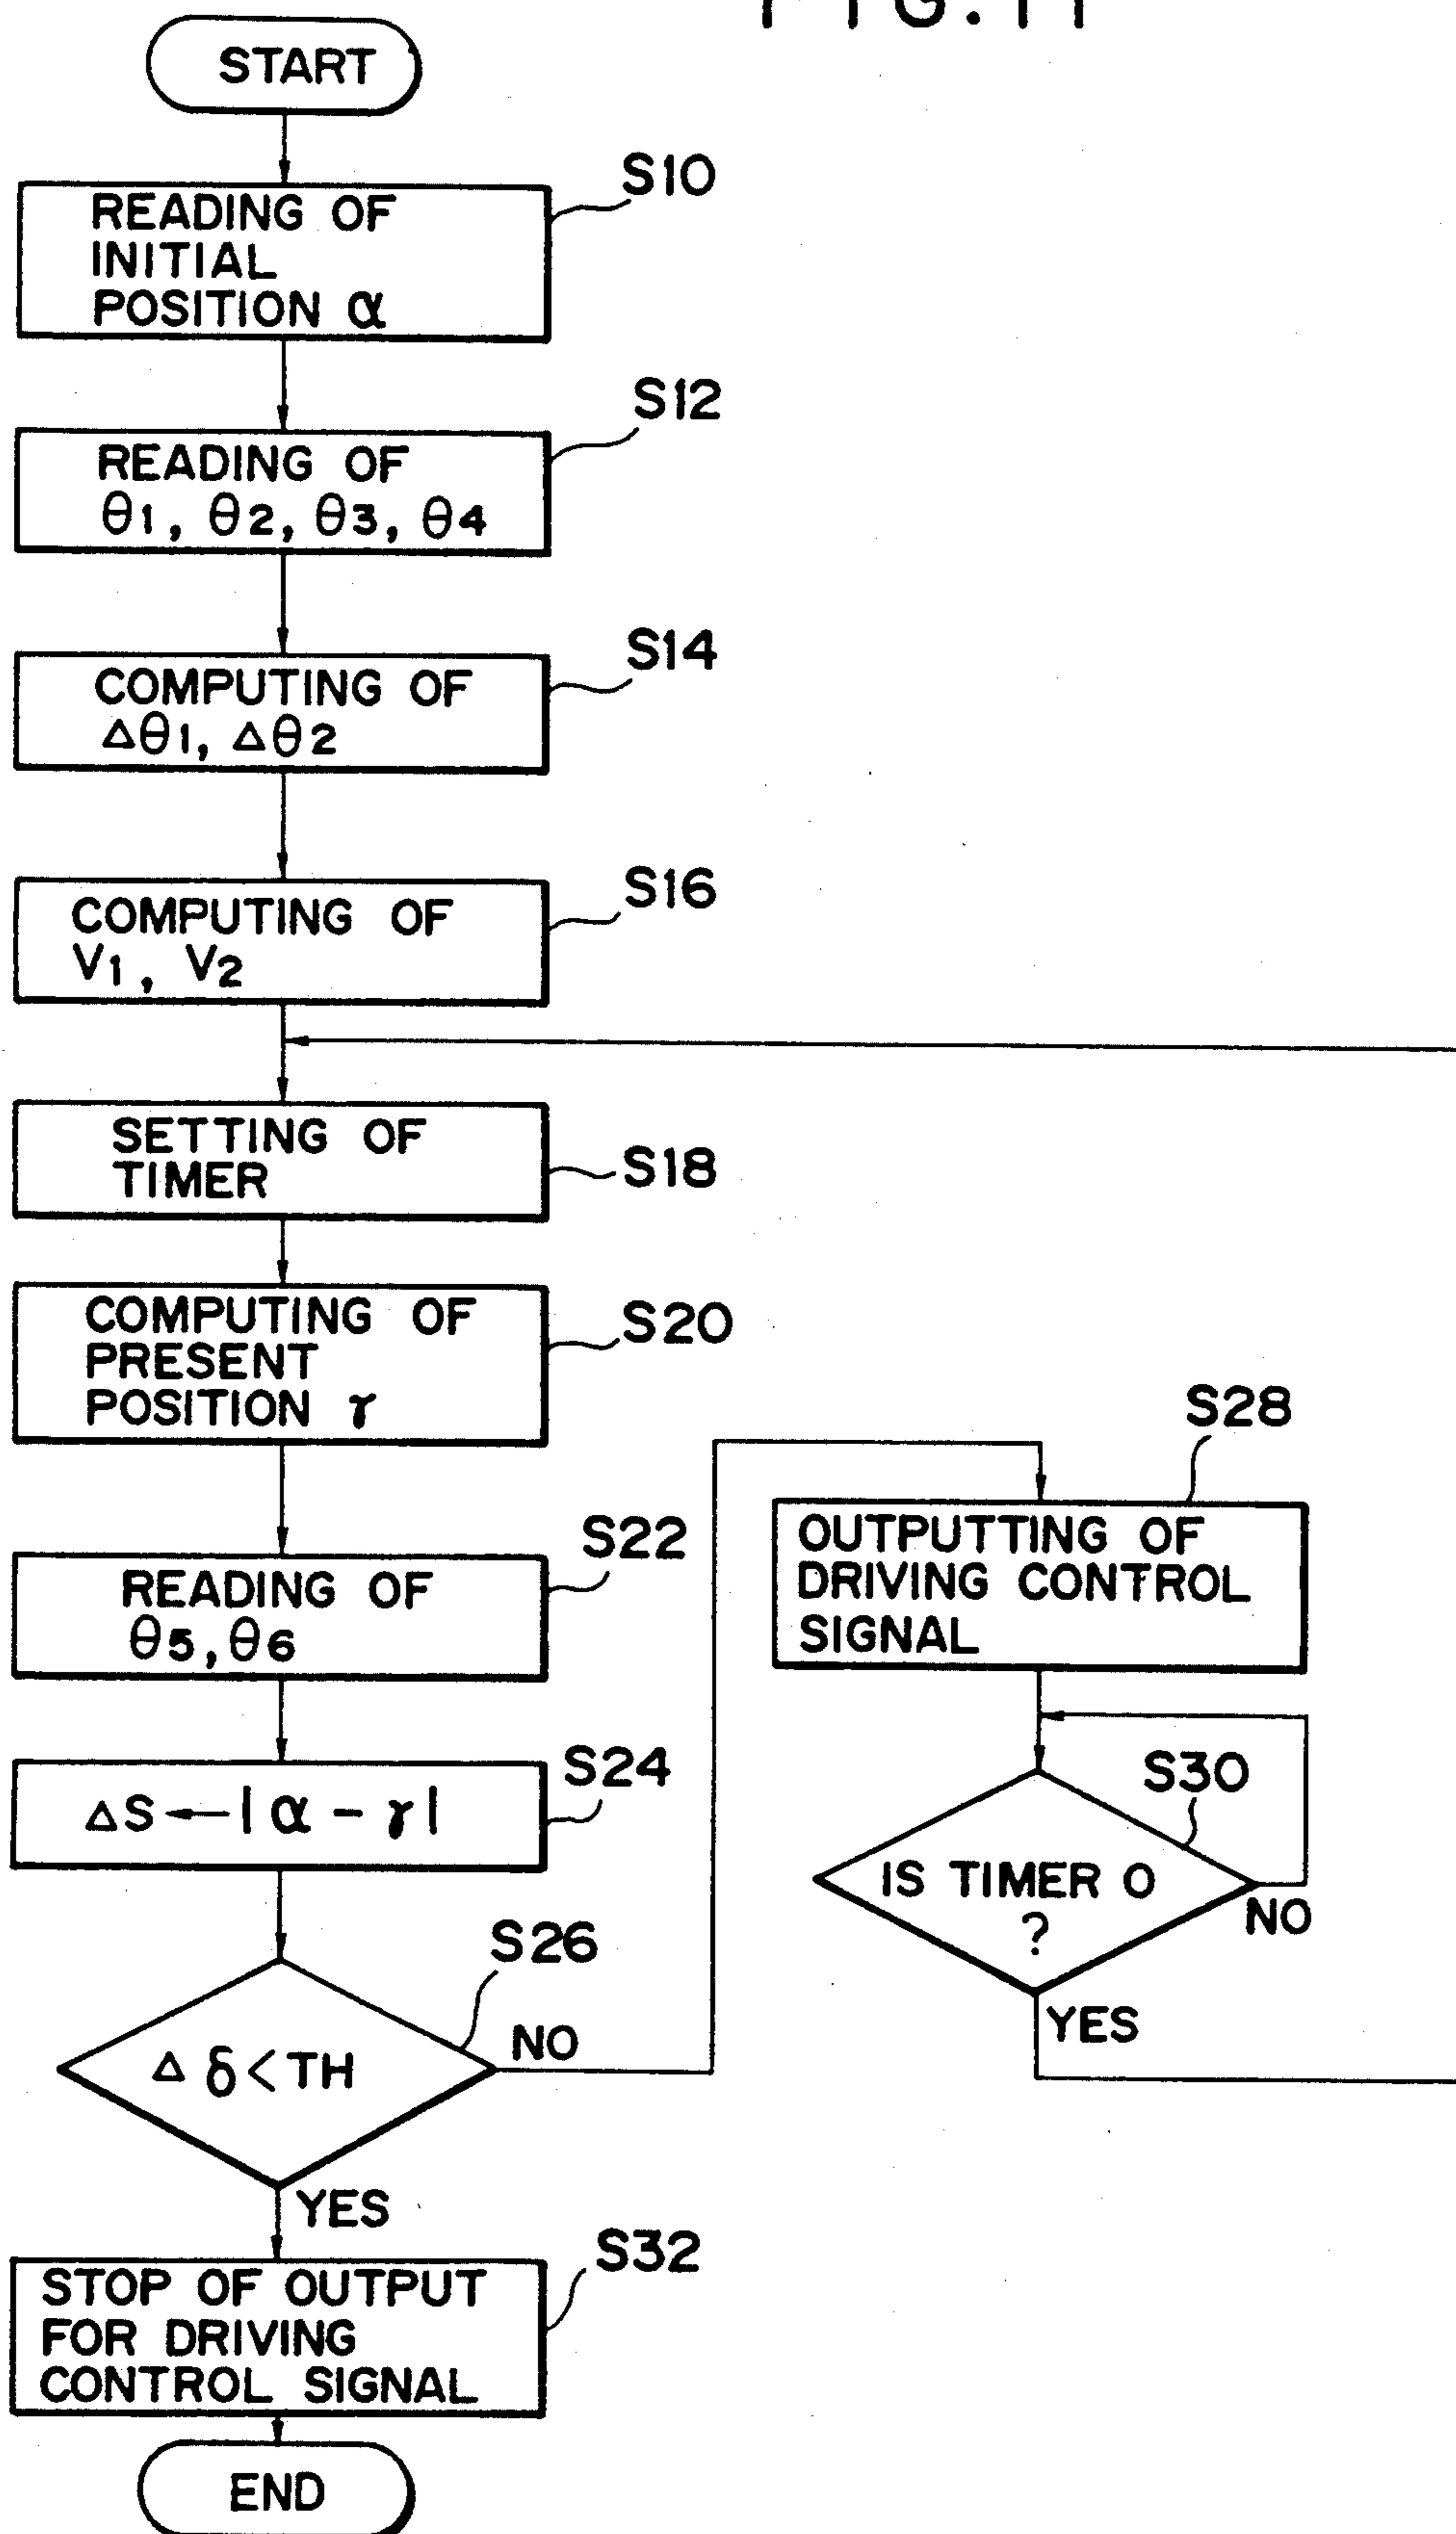 FIG. 11
START
S10
READING OF
INITIAL
POSITION α
S12
READING OF
θ1, θ2, θ3, θ4
S14
COMPUTING OF
Δθ1, Δθ2
S16
COMPUTING OF
V1, V2
SETTING OF
TIMER
S18
COMPUTING OF
PRESENT
POSITION γ
S20
S22
READING OF
θ5, θ6
S24
ΔS ← | α - γ |
S26
Δ δ < TH
NO
YES
S28
OUTPUTTING OF
DRIVING CONTROL
SIGNAL
S30
IS TIMER 0
?
NO
YES
S32
STOP OF OUTPUT
FOR DRIVING
CONTROL SIGNAL
END